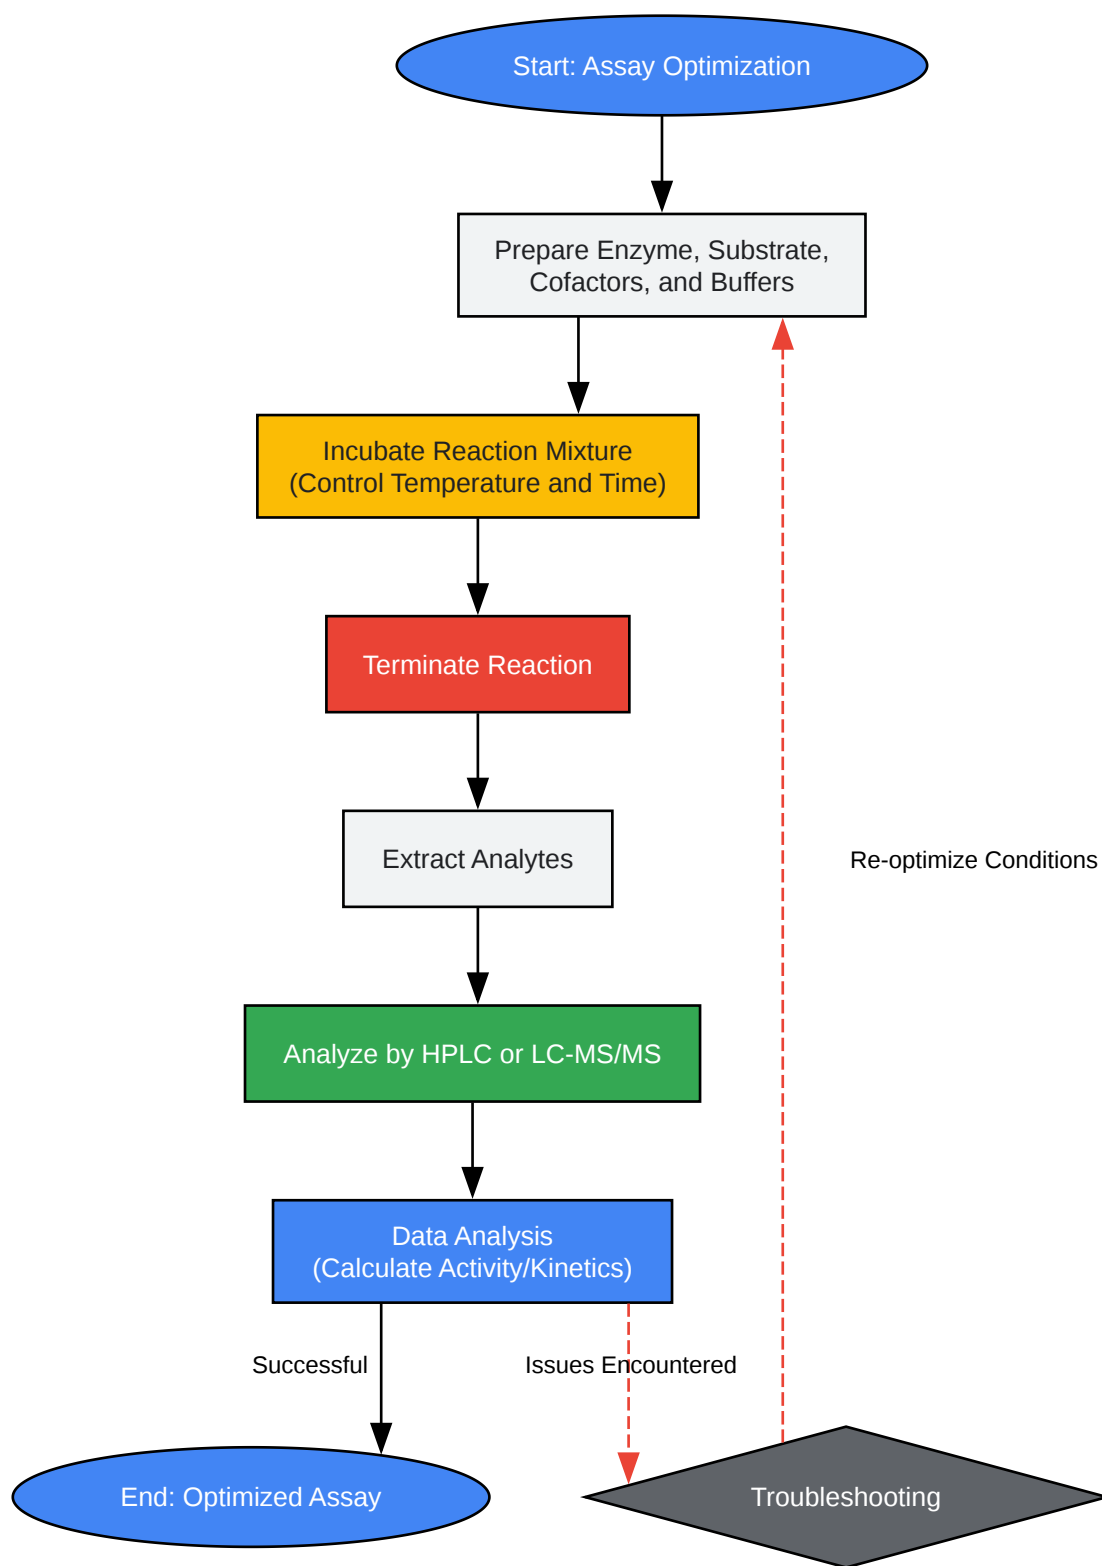 Start: Assay Optimization
Prepare Enzyme, Substrate,
Cofactors, and Buffers
Incubate Reaction Mixture
(Control Temperature and Time)
Terminate Reaction
Extract Analytes
Re-optimize Conditions
Analyze by HPLC or LC-MS/MS
Data Analysis
(Calculate Activity/Kinetics)
Successful
Issues Encountered
End: Optimized Assay
Troubleshooting